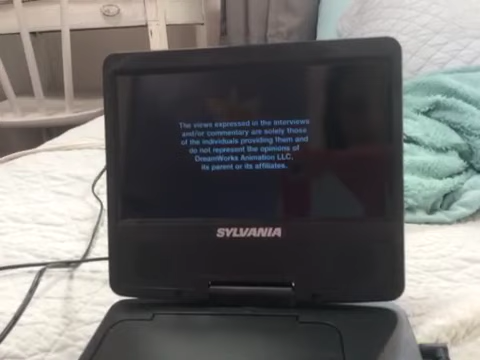 The views expressed in the interviews
and/or commentary are solely those
of the individuals providing them and
do not represent the opinions of
DreamWorks Animation LLC,
its parent or its affiliates.
SYLVANIA